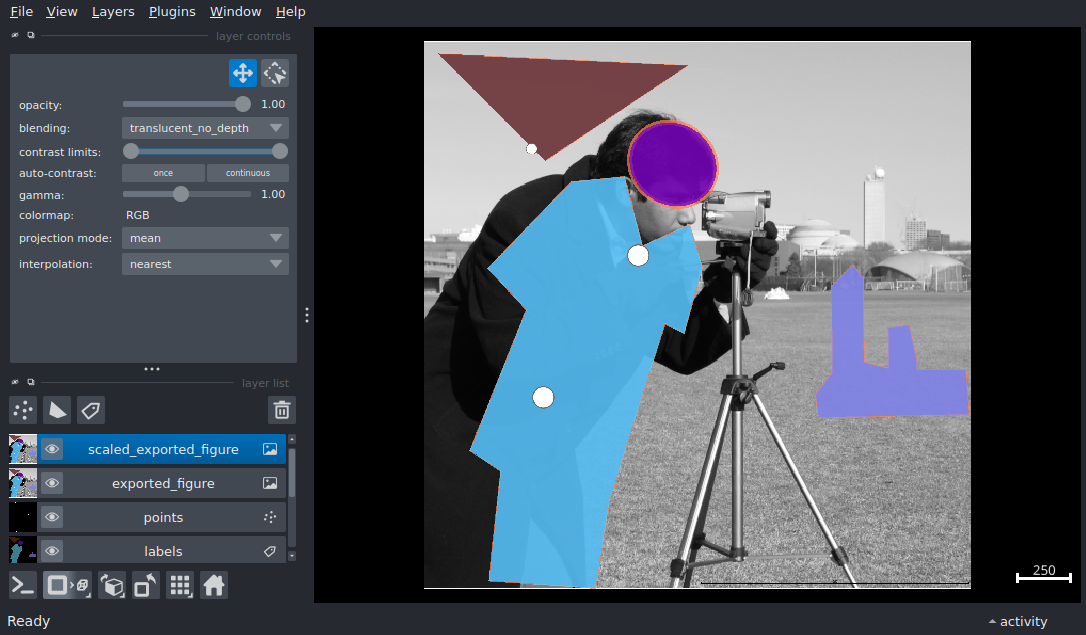 File View Layers Plugins Window Help
layer controls
opacity: 1.00
blending: translucent_no_depth
contrast limits:
auto-contrast: once continuous
gamma: 1.00
colormap: RGB
projection mode: mean
interpolation: nearest
layer list
scaled_exported_figure
exported_figure
points
labels
250
Ready activity